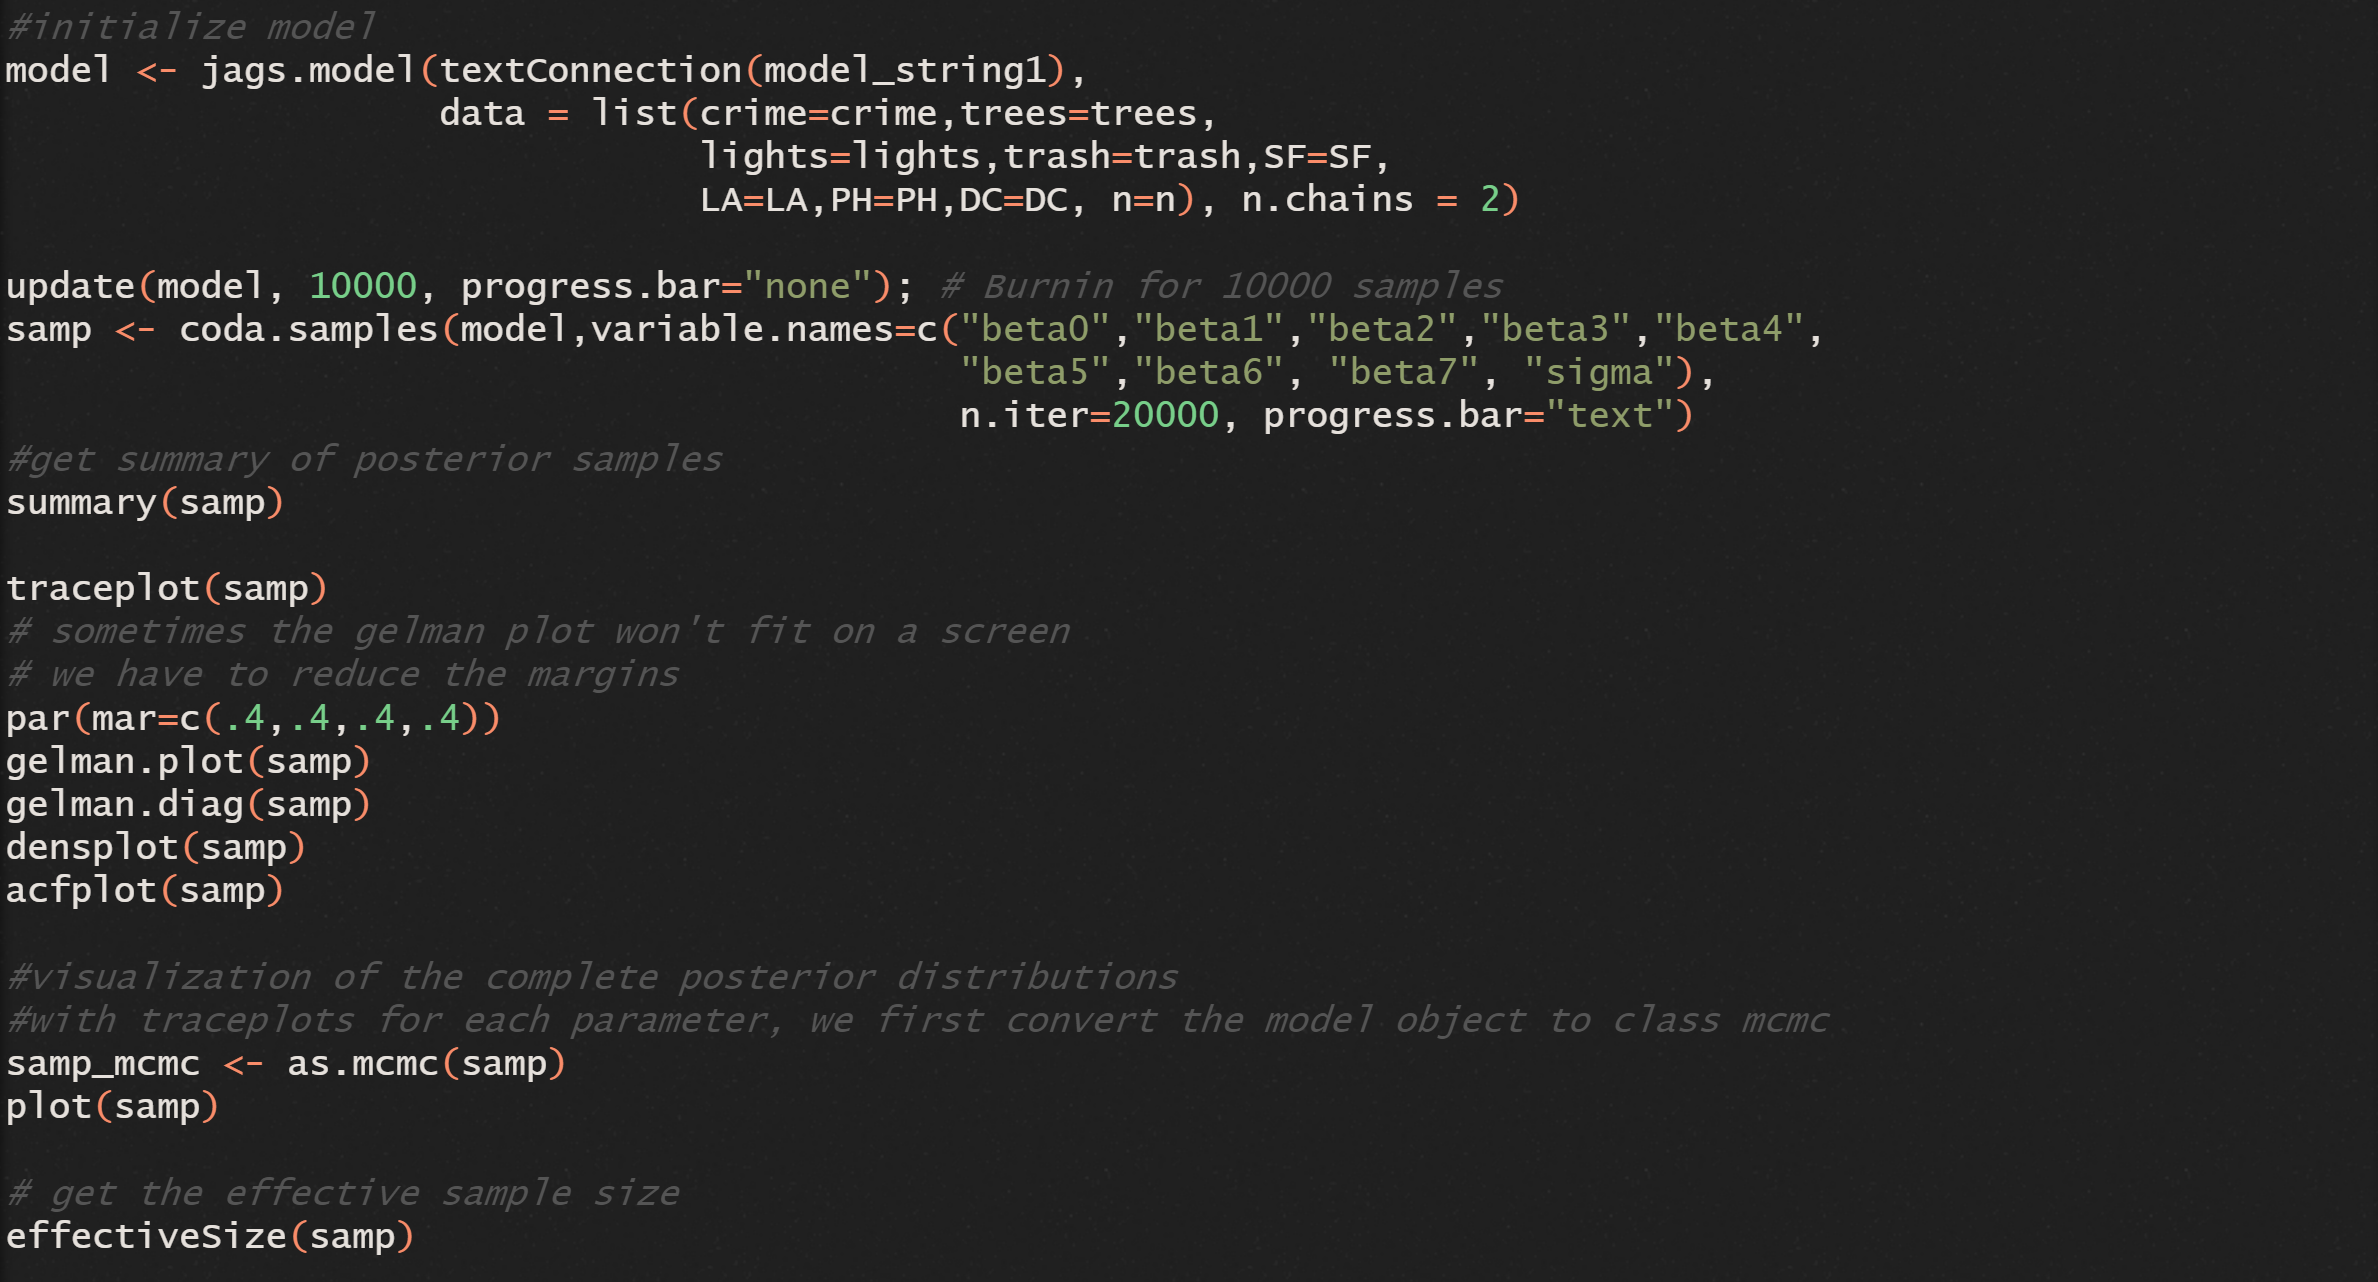 #initialize model
model <- jags.model(textConnection(model_string1),
data = list(crime=crime,trees=trees,
lights=lights,trash=trash,SF=SF,
LA=LA,PH=PH,DC=DC, n=n), n.chains = 2)
update(model, 10000, progress.bar="none"); # Burnin for 10000 samples
samp <- coda.samples(model,variable.names=c("beta0","beta1","beta2","beta3","beta4",
"beta5","beta6", "beta7", "sigma"),
n.iter=20000, progress.bar="text")
#get summary of posterior samples
summary(samp)
traceplot(samp)
# sometimes the gelman plot won't fit on a screen
# we have to reduce the margins
par(mar=c(.4,.4,.4,.4))
gelman.plot(samp)
gelman.diag(samp)
densplot(samp)
acfplot(samp)
#visualization of the complete posterior distributions
#with traceplots for each parameter, we first convert the model object to class mcmc
samp_mcmc <- as.mcmc(samp)
plot(samp)
# get the effective sample size
effectiveSize(samp)